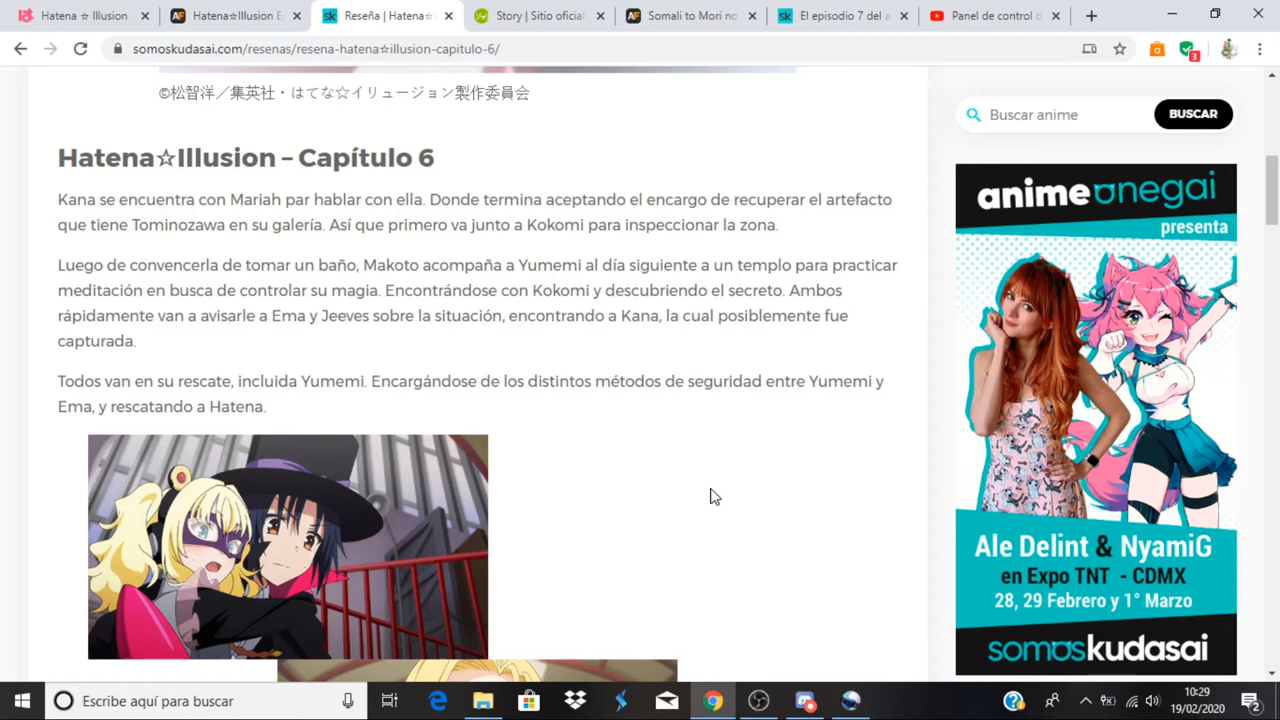 Hatena ☆ Illusion
Hatena☆Illusion E
Reseña | Hatena☆I
Story | Sitio oficial
Somali to Mori no
El episodio 7 del a
Panel de control d
somoskudasai.com/resenas/resena-hatena☆illusion-capitulo-6/
3
©松智洋／集英社・はてな☆イリュージョン製作委員会
Buscar anime
BUSCAR
Hatena☆Illusion – Capítulo 6
Kana se encuentra con Mariah par hablar con ella. Donde termina aceptando el encargo de recuperar el artefacto
que tiene Tominozawa en su galería. Así que primero va junto a Kokomi para inspeccionar la zona.
Luego de convencerla de tomar un baño, Makoto acompaña a Yumemi al día siguiente a un templo para practicar
meditación en busca de controlar su magia. Encontrándose con Kokomi y descubriendo el secreto. Ambos
rápidamente van a avisarle a Ema y Jeeves sobre la situación, encontrando a Kana, la cual posiblemente fue
capturada.
Todos van en su rescate, incluida Yumemi. Encargándose de los distintos métodos de seguridad entre Yumemi y
Ema, y rescatando a Hatena.
anime onegai
presenta
Ale Delint & NyamiG
en Expo TNT - CDMX
28, 29 Febrero y 1° Marzo
somoskudasai
Escribe aquí para buscar
10:29
19/02/2020
2